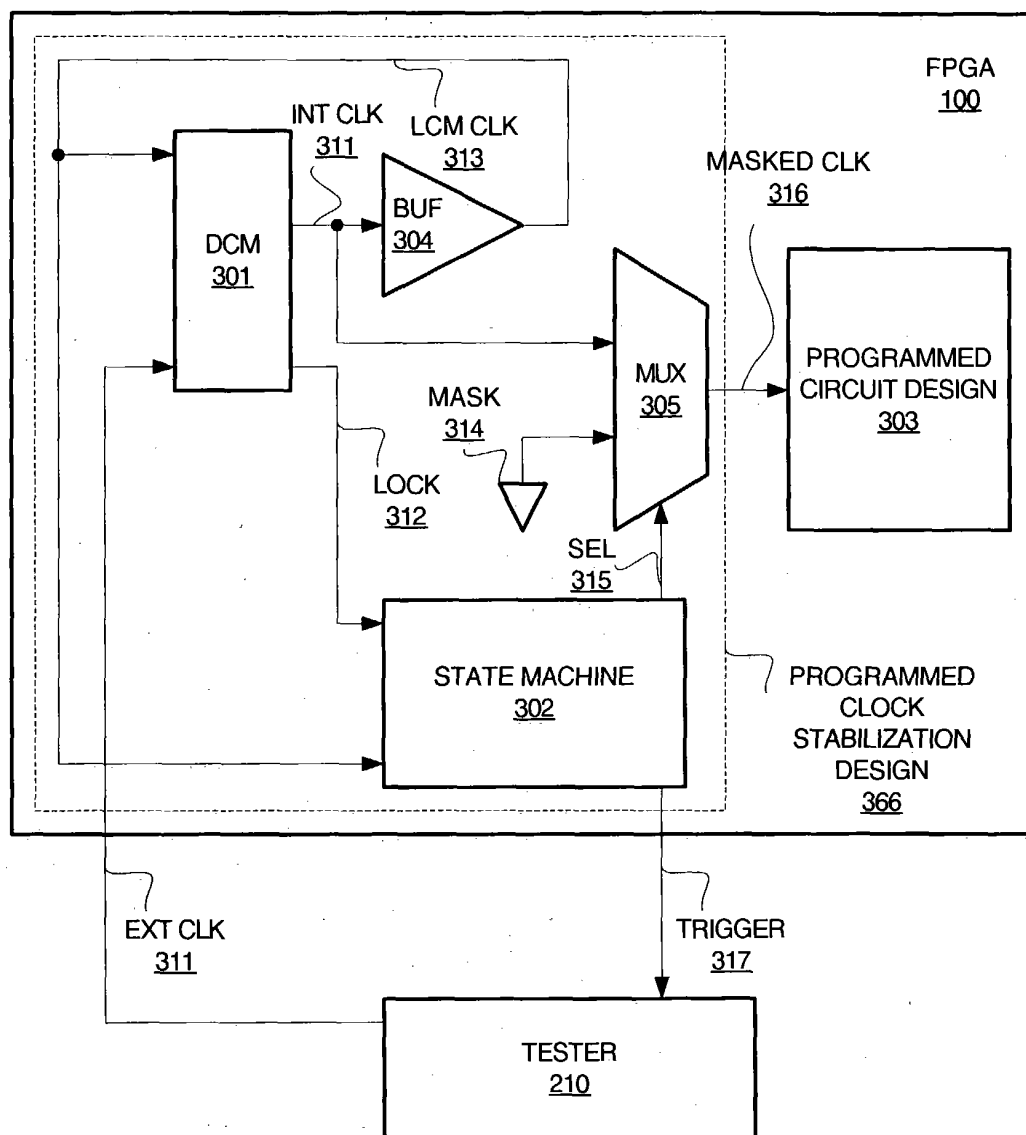 FPGA
100
INT CLK
311
LCM CLK
313
MASKED CLK
316
BUF
304
DCM
301
MUX
305
PROGRAMMED
CIRCUIT DESIGN
303
MASK
314
LOCK
312
SEL
315
STATE MACHINE
302
PROGRAMMED
CLOCK
STABILIZATION
DESIGN
366
EXT CLK
311
TRIGGER
317
TESTER
210